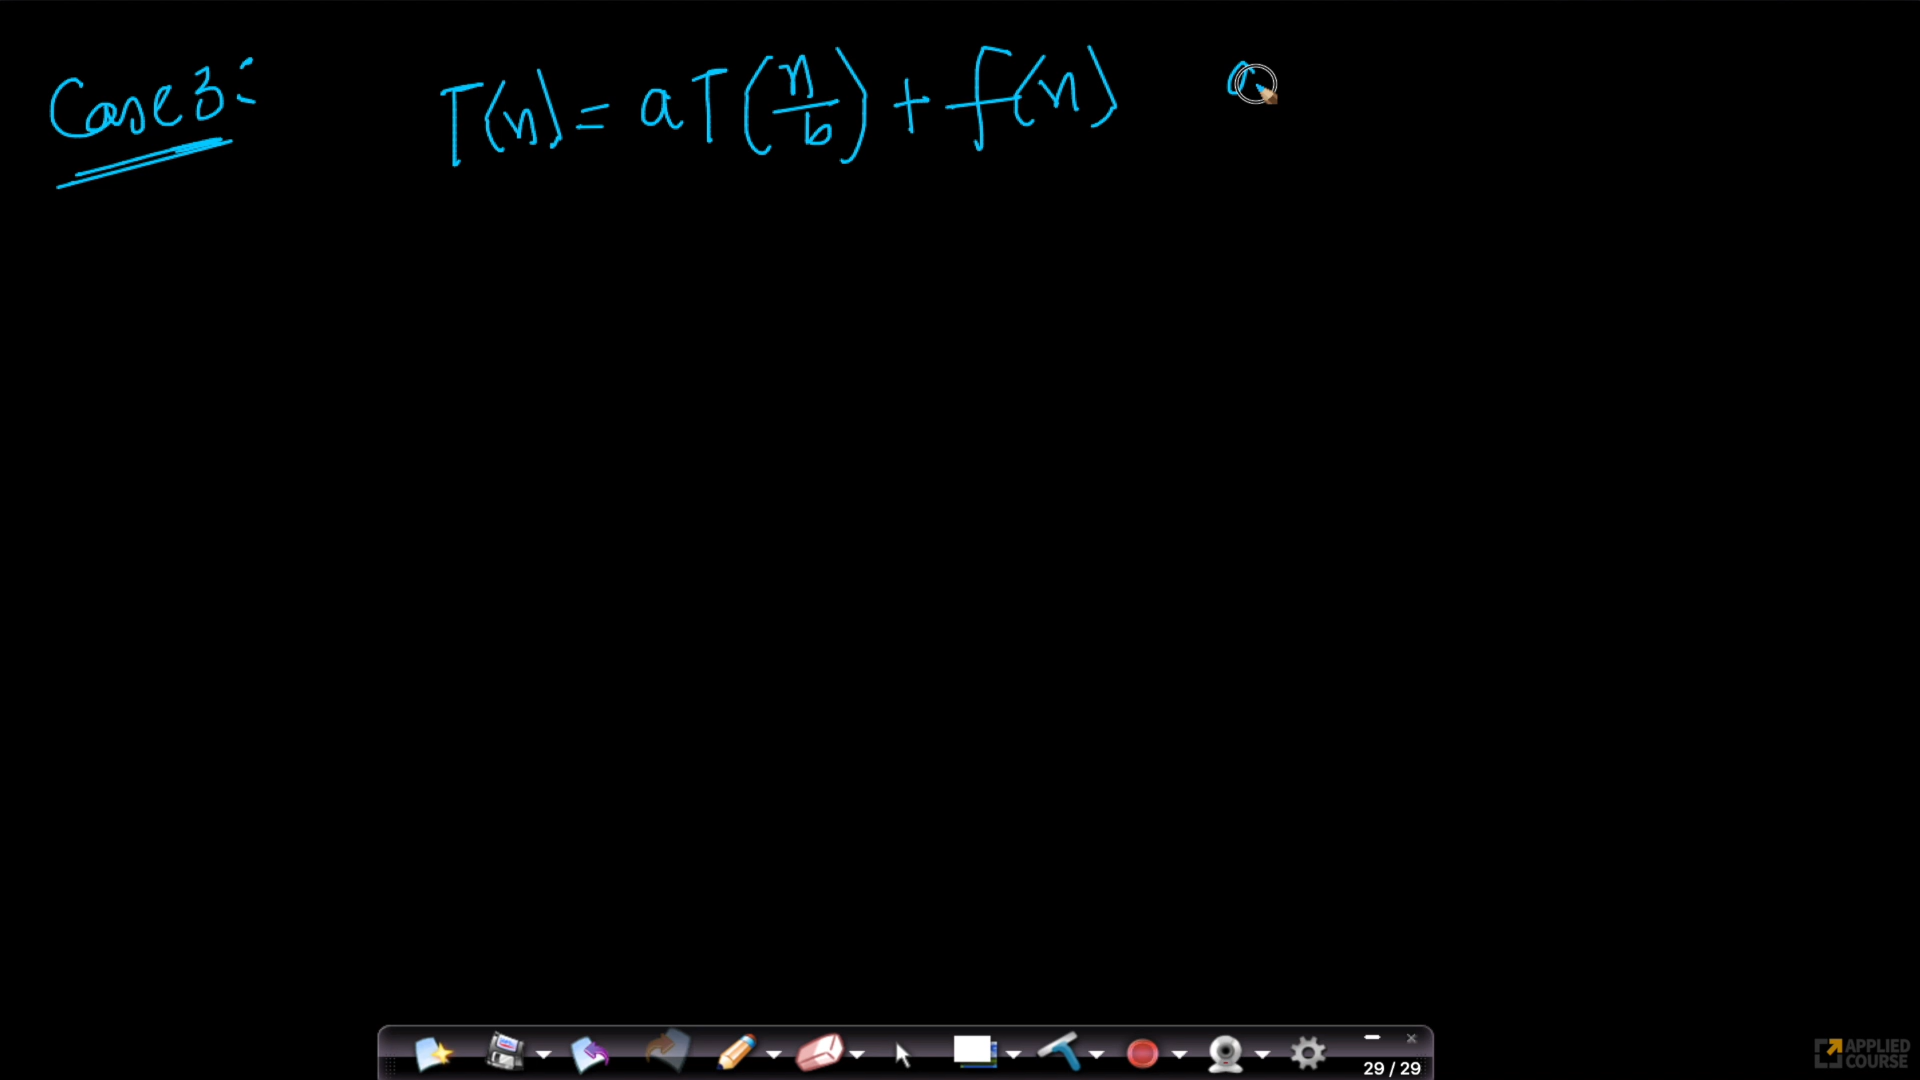 Case 3: T(n) = aT(n/b) + f(n) a
29 / 29
APPLIED
COURSE